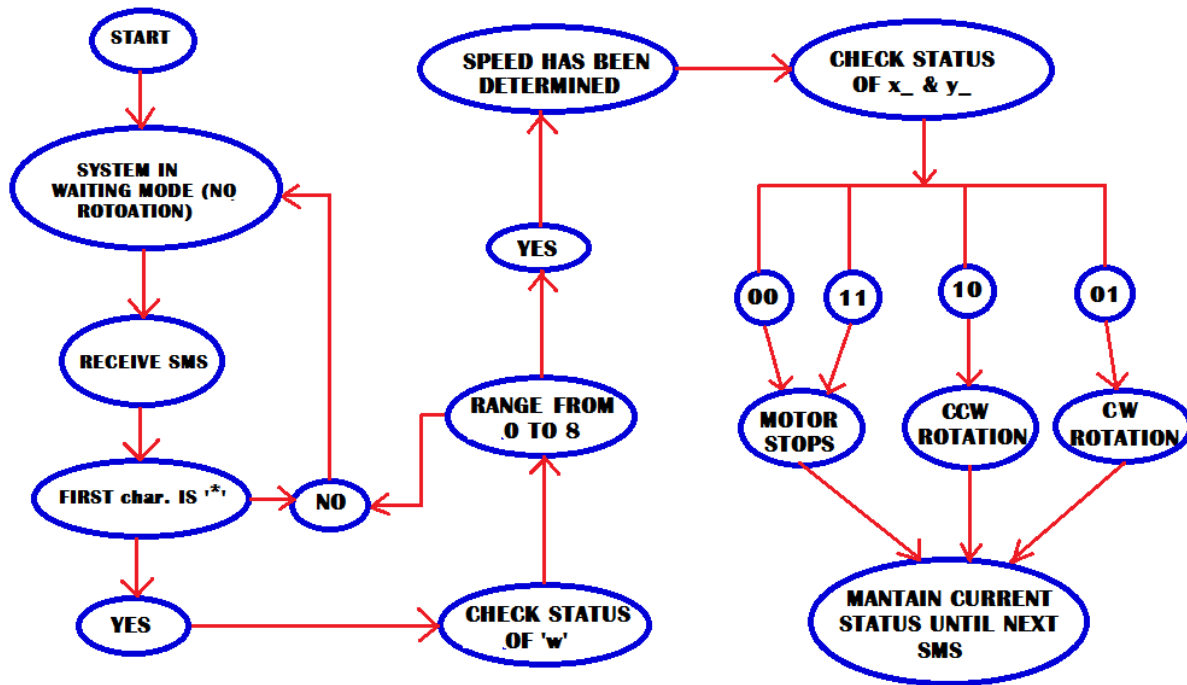 START
SYSTEM IN
WAITING MODE (NO
ROTOATION)
RECEIVE SMS
FIRST char. IS '*'
NO
YES
CHECK STATUS
OF 'w'
RANGE FROM
0 TO 8
YES
SPEED HAS BEEN
DETERMINED
CHECK STATUS
OF x_ & y_
00
11
10
01
MOTOR
STOPS
CCW
ROTATION
CW
ROTATION
MANTAIN CURRENT
STATUS UNTIL NEXT
SMS